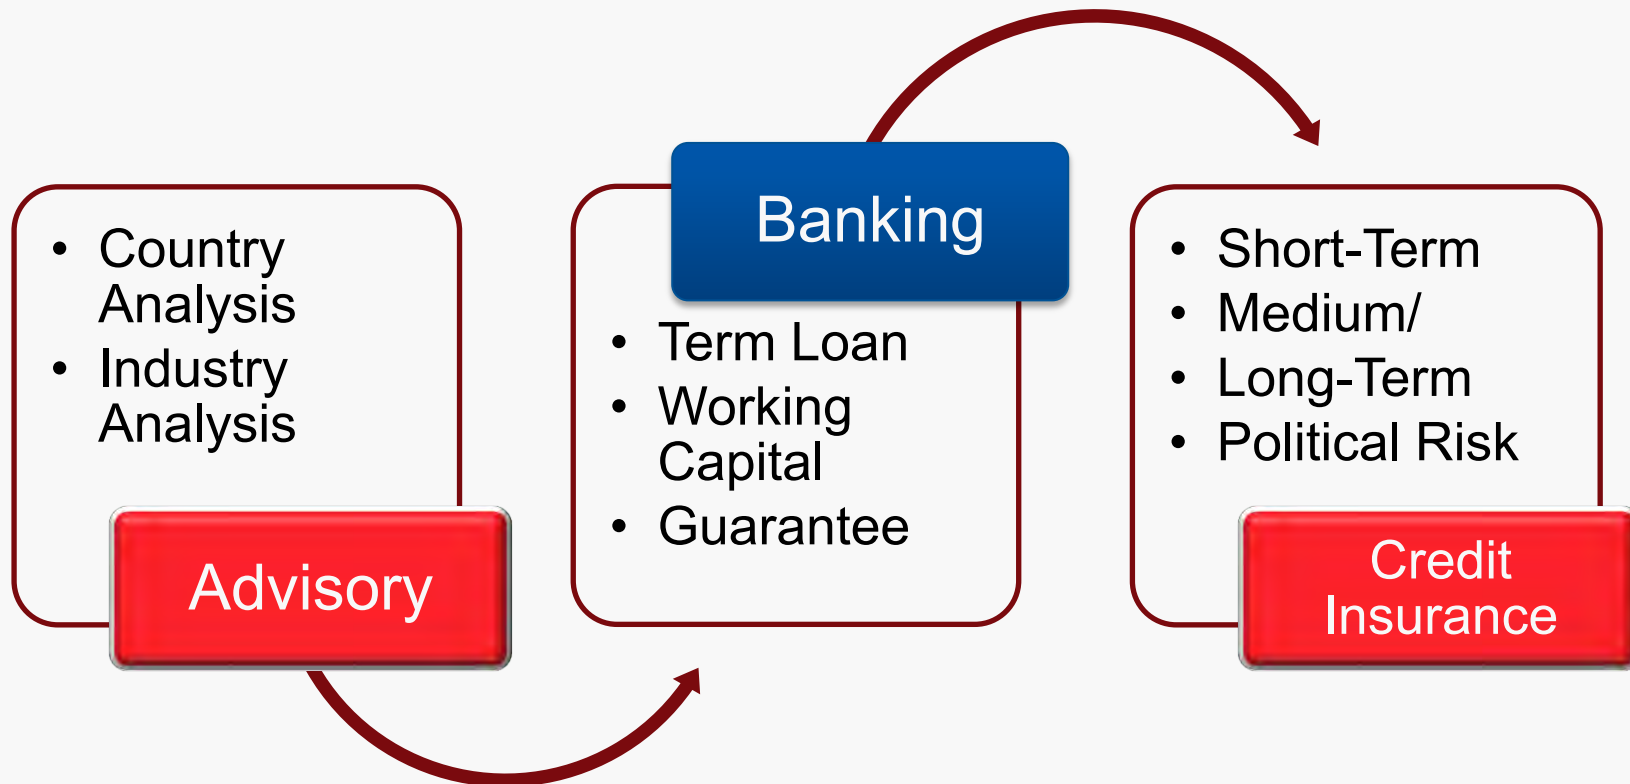 • Country
Analysis
• Industry
Analysis
Advisory
Banking
• Term Loan
• Working
Capital
• Guarantee
• Short-Term
• Medium/
• Long-Term
• Political Risk
Credit
Insurance